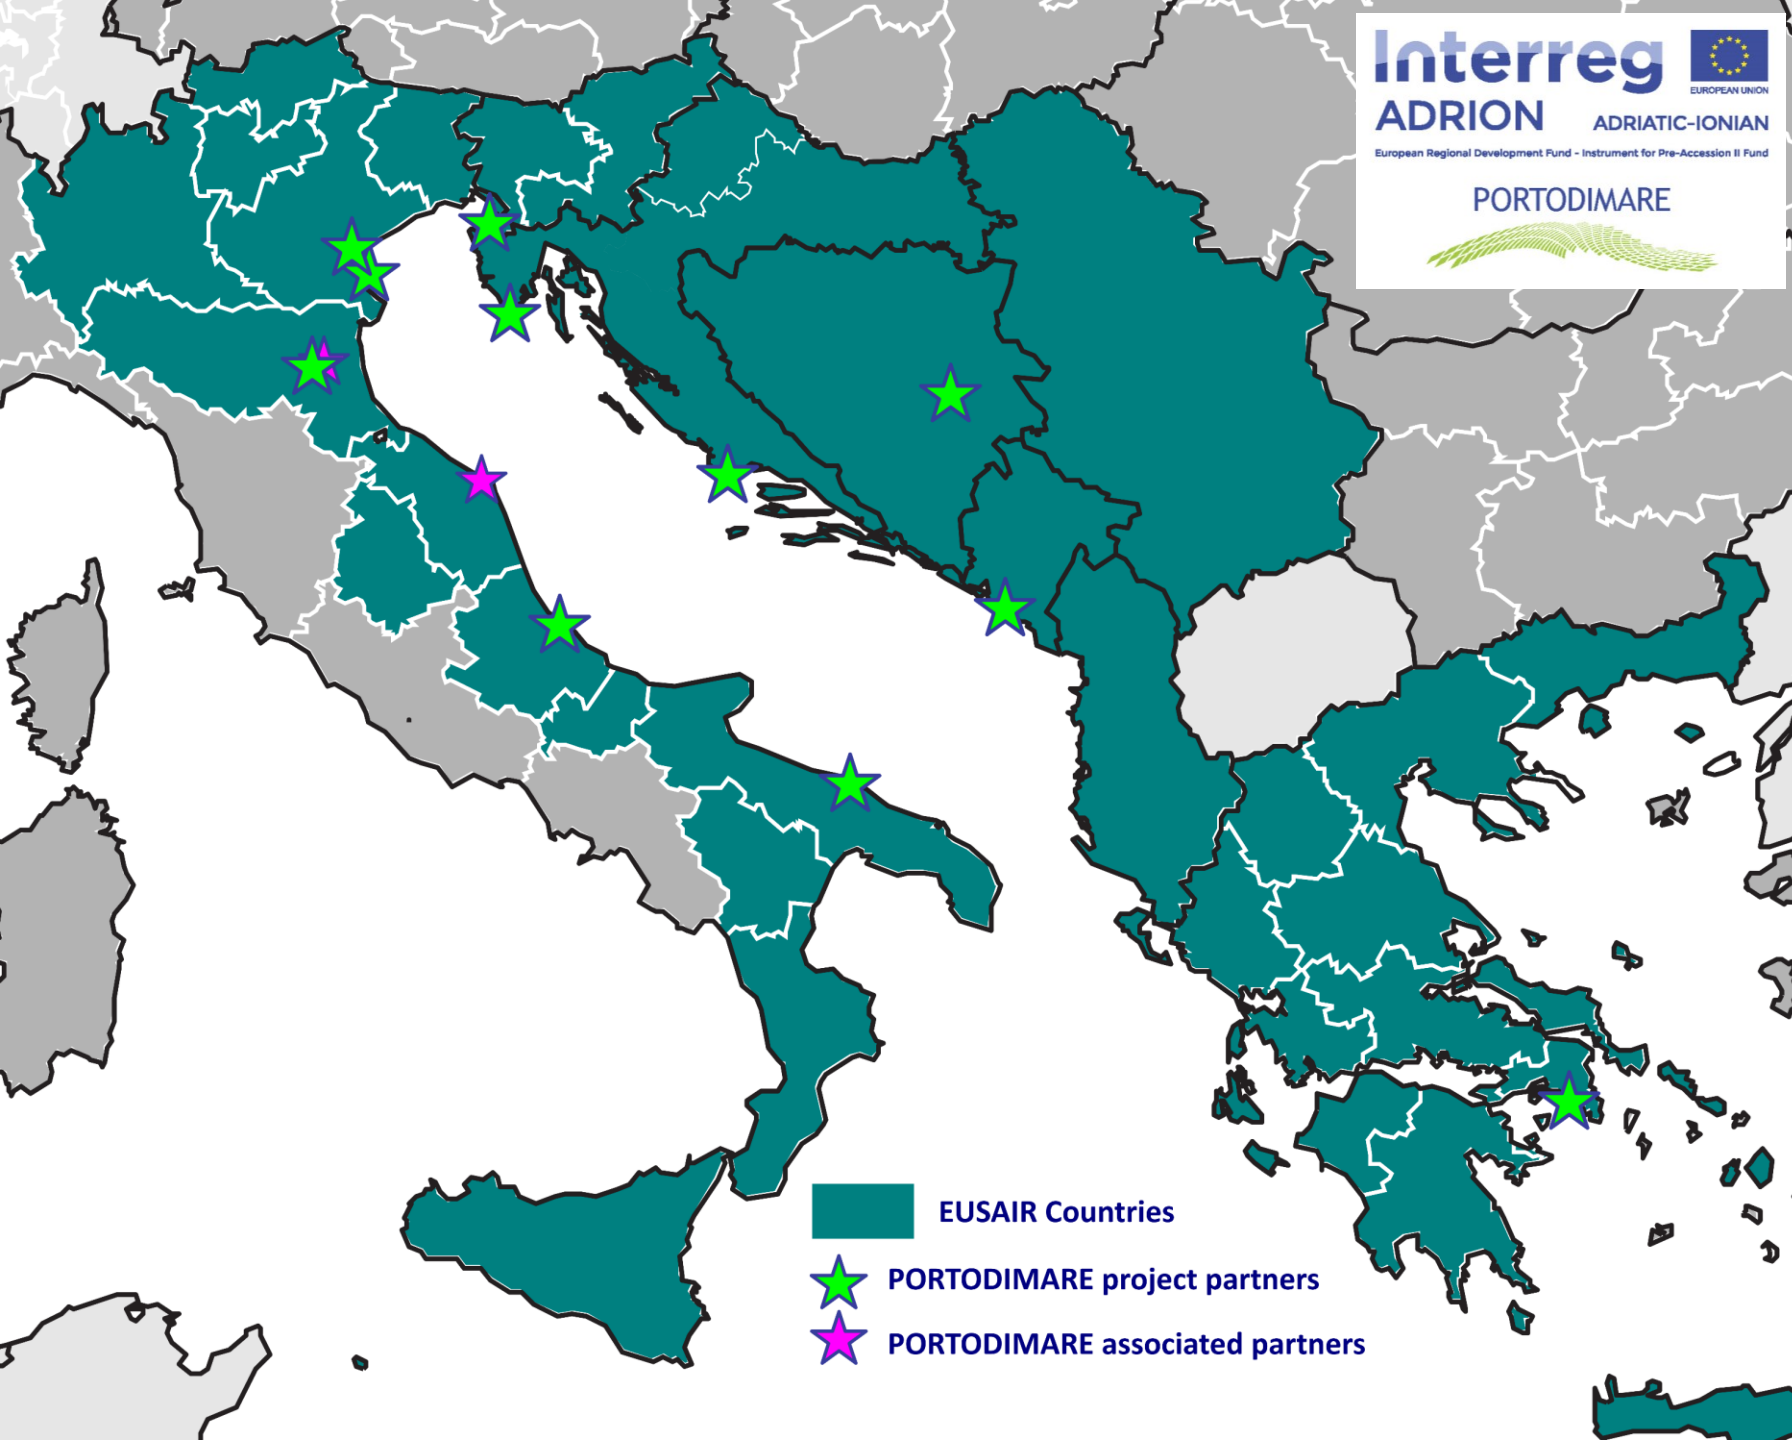 Interreg
EUROPEAN UNION
ADRION ADRIATIC-IONIAN
European Regional Development Fund - Instrument for Pre-Accession II Fund
PORTODIMARE
EUSAIR Countries
PORTODIMARE project partners
PORTODIMARE associated partners